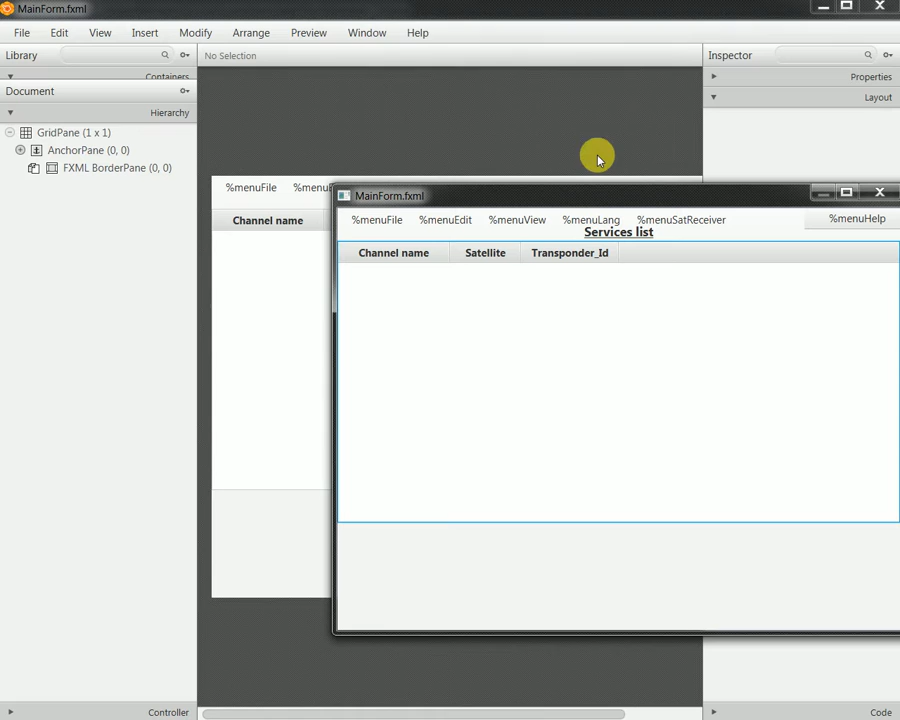 MainForm.fxml
File Edit View Insert Modify Arrange Preview Window Help
Library
No Selection
Inspector
Containers
Properties
Document
Layout
Hierarchy
GridPane (1 x 1)
AnchorPane (0, 0)
FXML BorderPane (0, 0)
%menuFile
Channel name
MainForm.fxml
%menuFile %menuEdit %menuView %menuLang %menuSatReceiver %menuHelp
Services list
Channel name Satellite Transponder_Id
Controller
Code